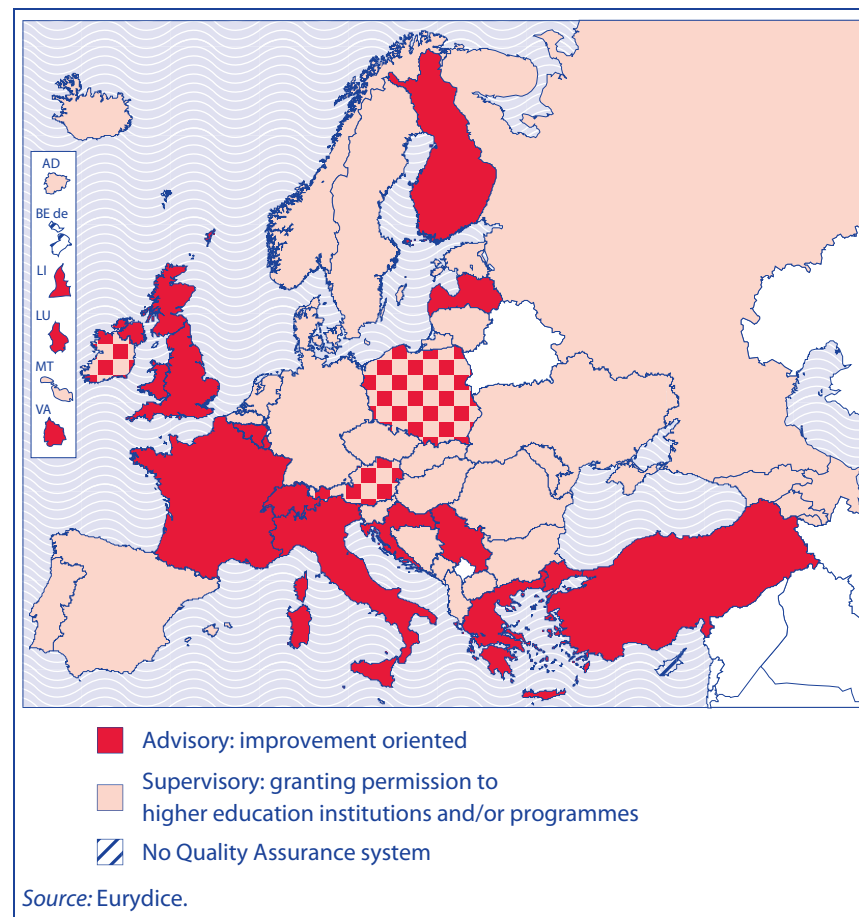 AD
BE de
LI
LU
MT
VA
Advisory: improvement oriented
Supervisory: granting permission to
higher education institutions and/or programmes
No Quality Assurance system
Source: Eurydice.